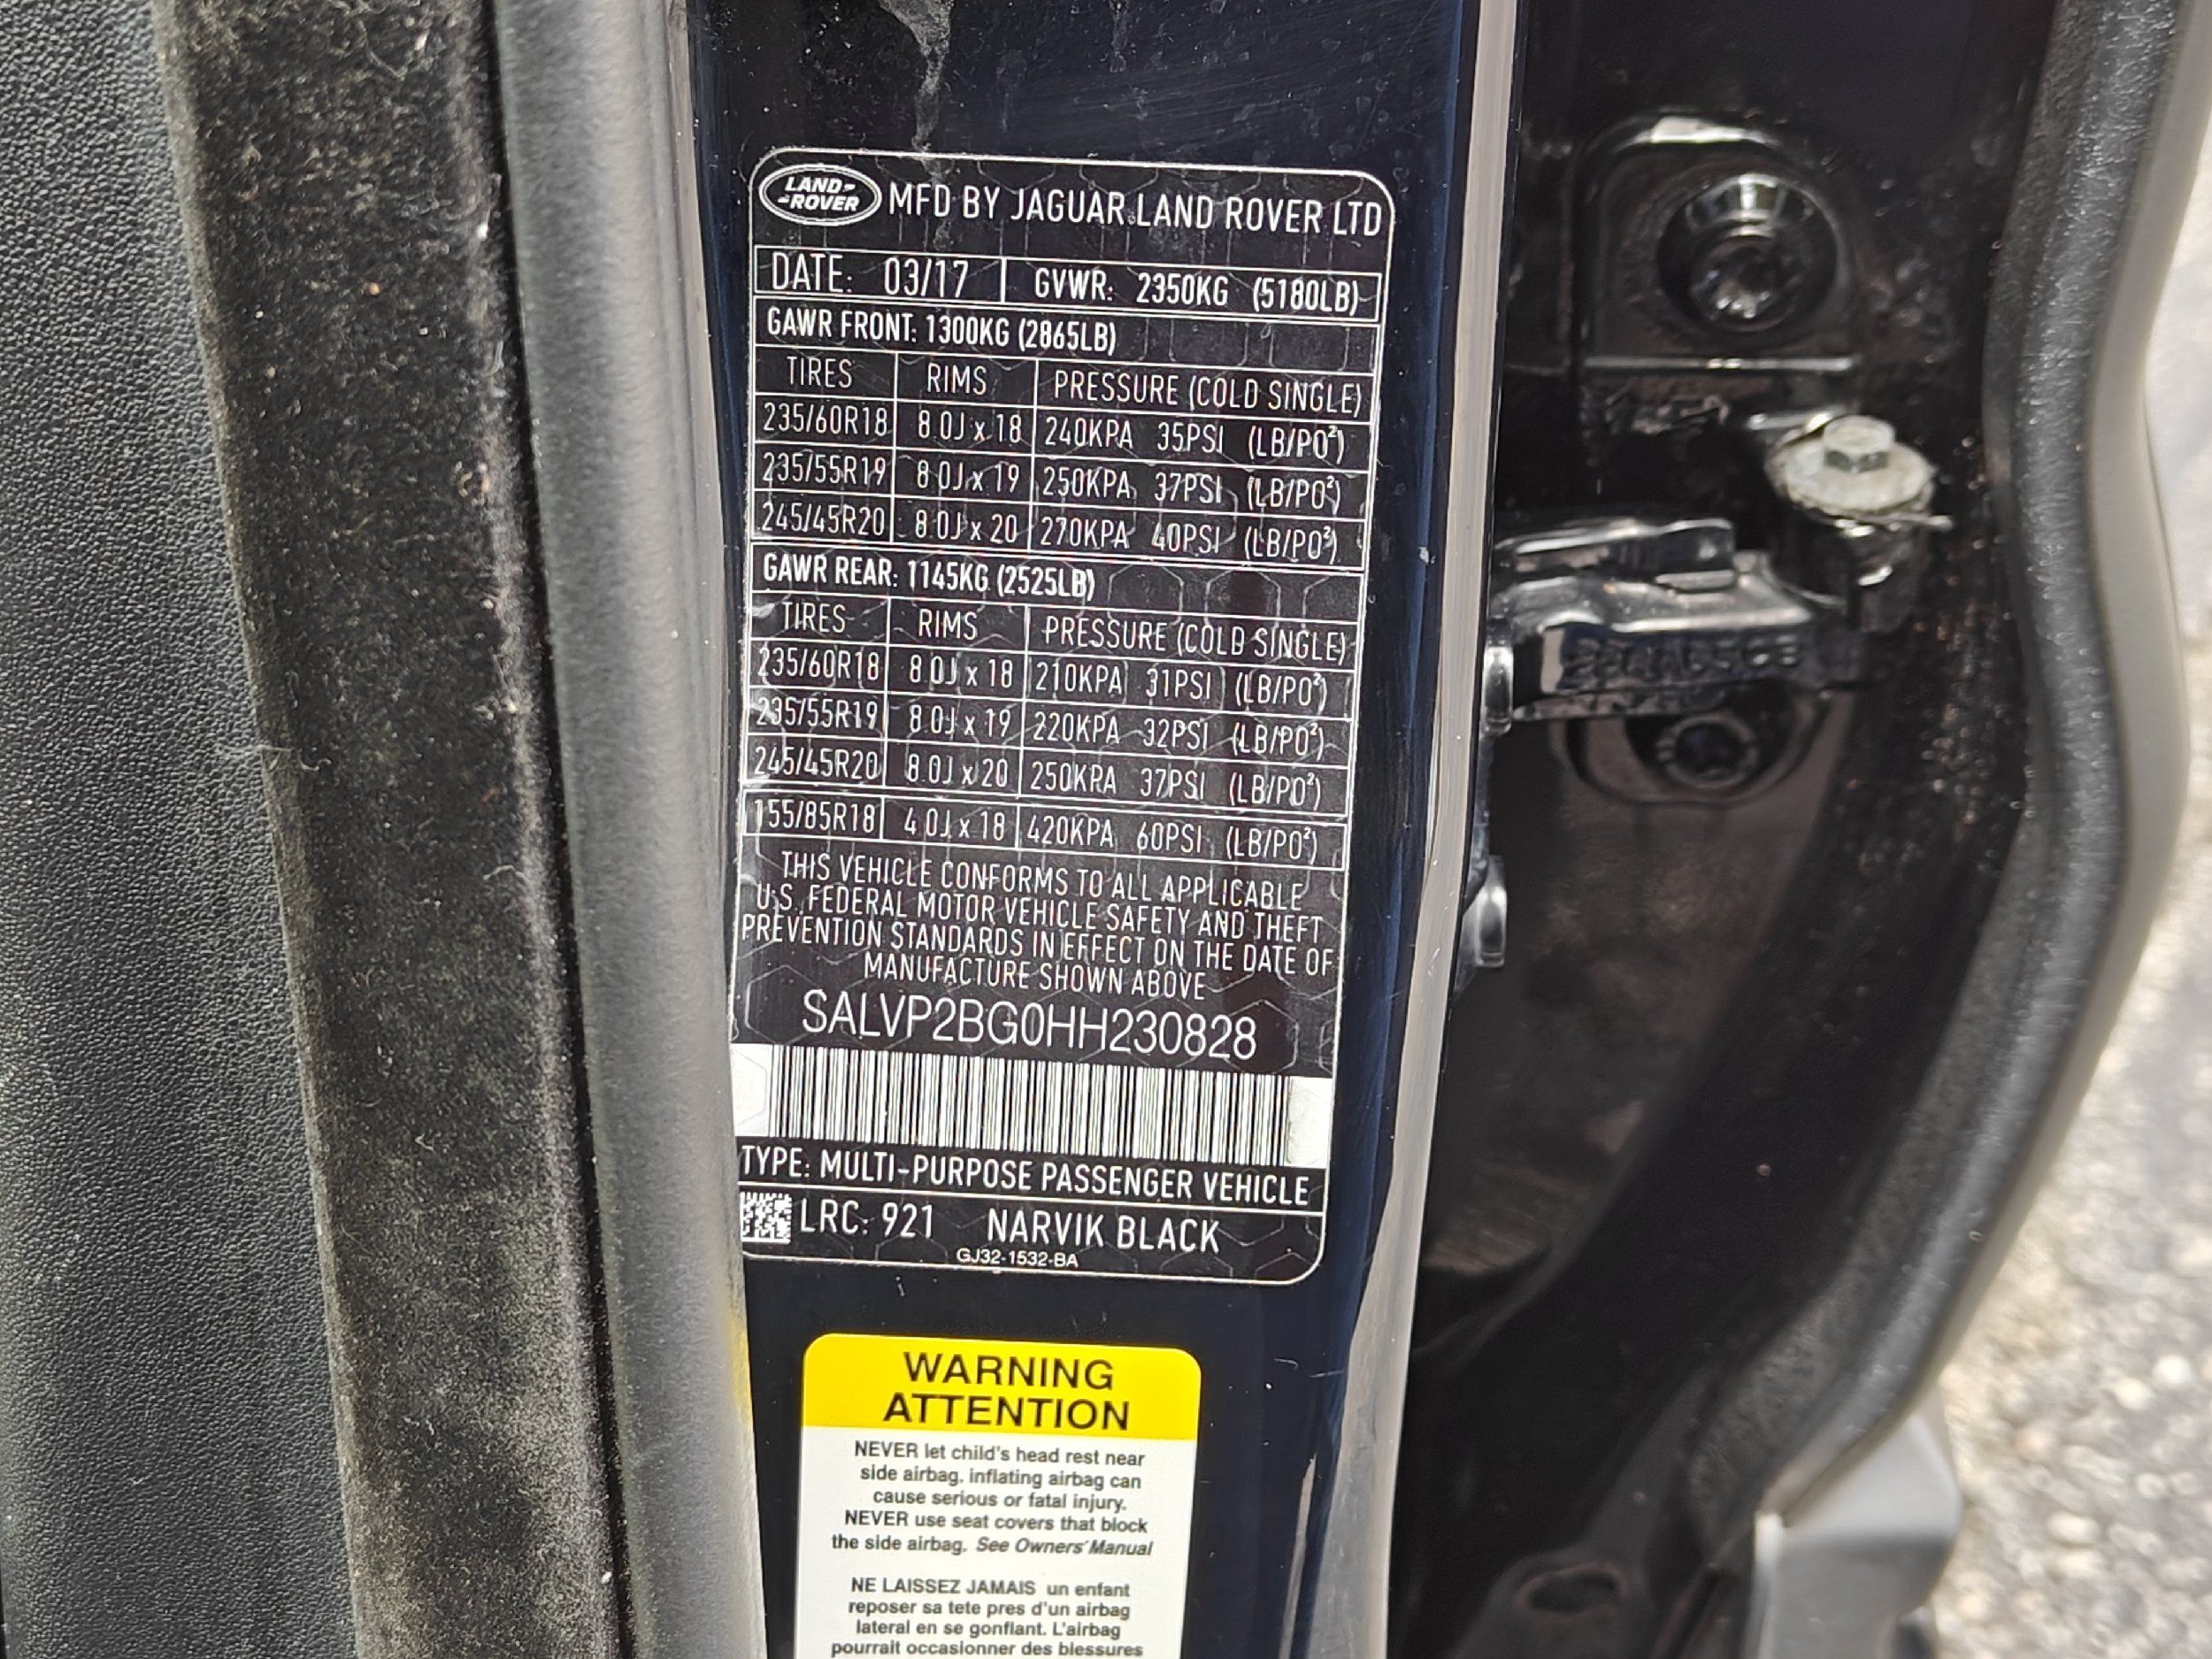 LAND-
-ROVER
MFD BY JAGUAR LAND ROVER LTD
DATE: 03/17 GVWR: 2350KG (5180LB)
GAWR FRONT: 1300KG (2865LB)
TIRES RIMS PRESSURE (COLD SINGLE)
235/60R18 8.0J x 18 240KPA 35PSI (LB/PO²)
235/55R19 8.0J x 19 250KPA 37PSI (LB/PO²)
245/45R20 8.0J x 20 270KPA 40PSI (LB/PO²)
GAWR REAR: 1145KG (2525LB)
TIRES RIMS PRESSURE (COLD SINGLE)
235/60R18 8.0J x 18 210KPA 31PSI (LB/PO²)
235/55R19 8.0J x 19 220KPA 32PSI (LB/PO²)
245/45R20 8.0J x 20 250KPA 37PSI (LB/PO²)
155/85R18 4.0J x 18 420KPA 60PSI (LB/PO²)
THIS VEHICLE CONFORMS TO ALL APPLICABLE
U.S. FEDERAL MOTOR VEHICLE SAFETY AND THEFT
PREVENTION STANDARDS IN EFFECT ON THE DATE OF
MANUFACTURE SHOWN ABOVE
SALVP2BG0HH230828
TYPE: MULTI-PURPOSE PASSENGER VEHICLE
LRC: 921 NARVIK BLACK
GJ32-1532-BA
WARNING
ATTENTION
NEVER let child's head rest near
side airbag, inflating airbag can
cause serious or fatal injury.
NEVER use seat covers that block
the side airbag. See Owners' Manual
NE LAISSEZ JAMAIS un enfant
reposer sa tete pres d'un airbag
lateral en se gonflant. L'airbag
pourrait occasionner des blessures